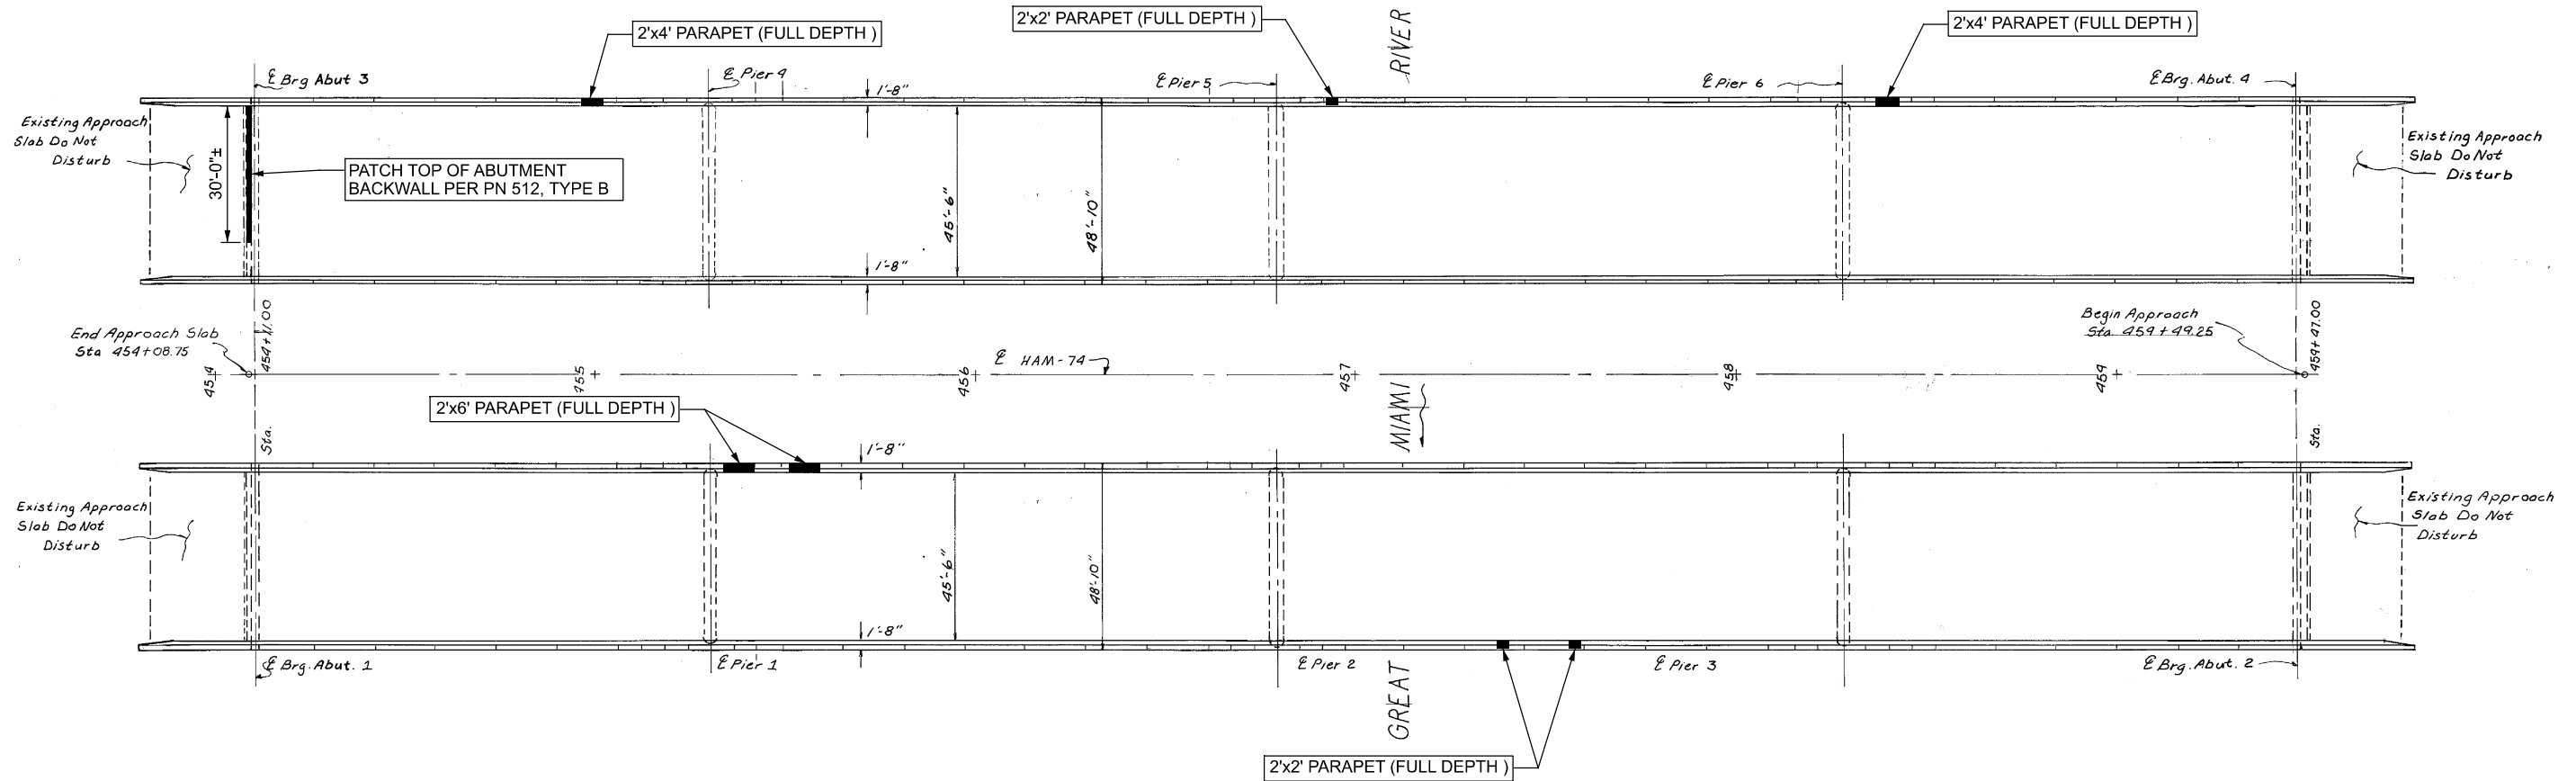 2'x4' PARAPET (FULL DEPTH )
2'x2' PARAPET (FULL DEPTH )
RIVER
2'x4' PARAPET (FULL DEPTH )
℄ Brg Abut 3
℄ Pier 4
℄ Pier 5
℄ Pier 6
℄ Brg. Abut. 4
1'-8"
Existing Approach
Slab Do Not
Disturb
30'-0"±
PATCH TOP OF ABUTMENT
BACKWALL PER PN 512, TYPE B
45'-6"
48'-10"
Existing Approach
Slab Do Not
Disturb
1'-8"
End Approach Slab
Sta 454+08.75
454+11.00
Sta.
℄ HAM-74
Begin Approach
Sta. 459+49.25
459+47.00
Sta.
454
455
456
457
458
459
MIAMI
2'x6' PARAPET (FULL DEPTH )
1'-8"
Existing Approach
Slab Do Not
Disturb
45'-6"
48'-10"
Existing Approach
Slab Do Not
Disturb
1'-8"
℄ Brg. Abut. 1
℄ Pier 1
℄ Pier 2
℄ Pier 3
℄ Brg. Abut. 2
GREAT
2'x2' PARAPET (FULL DEPTH )